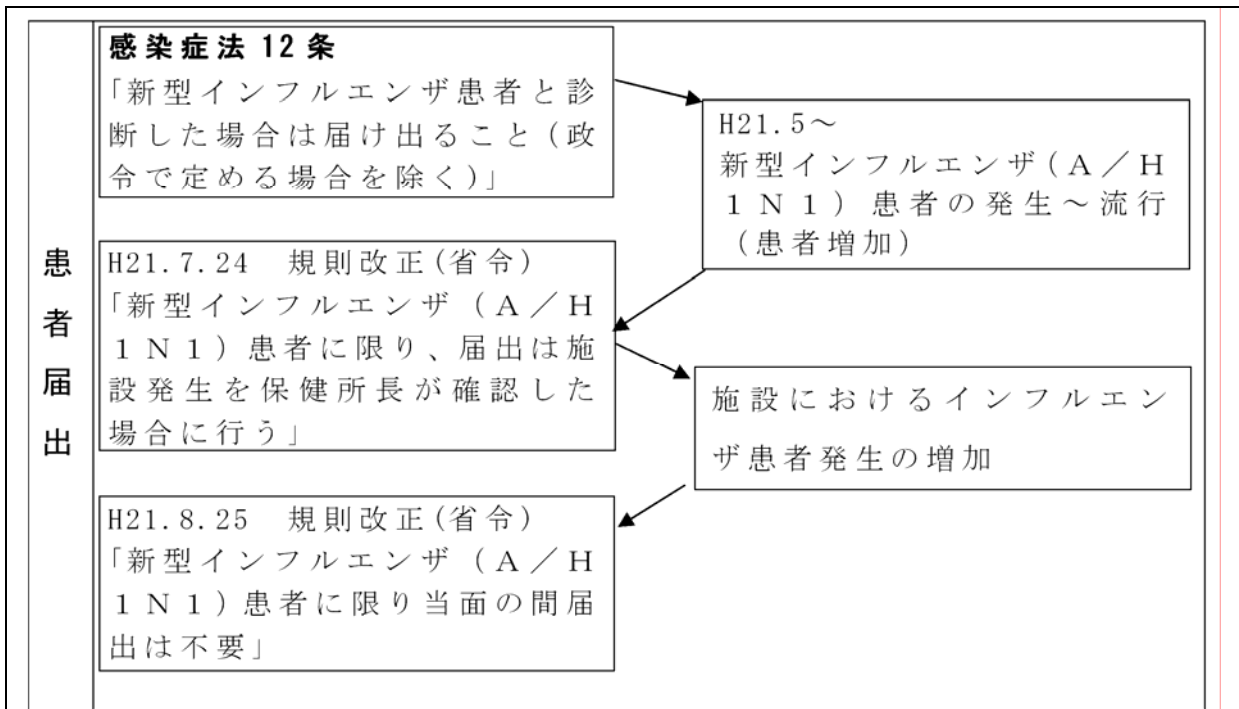 患者届出
感染症法 12 条
「新型インフルエンザ患者と診
断した場合は届け出ること(政
令で定める場合を除く)」
H21.5～
新型インフルエンザ(Ａ／Ｈ
１Ｎ１)患者の発生～流行
(患者増加)
H21.7.24 規則改正(省令)
「新型インフルエンザ(Ａ／Ｈ
１Ｎ１)患者に限り、届出は施
設発生を保健所長が確認した
場合に行う」
施設におけるインフルエン
ザ患者発生の増加
H21.8.25 規則改正(省令)
「新型インフルエンザ(Ａ／Ｈ
１Ｎ１)患者に限り当面の間届
出は不要」